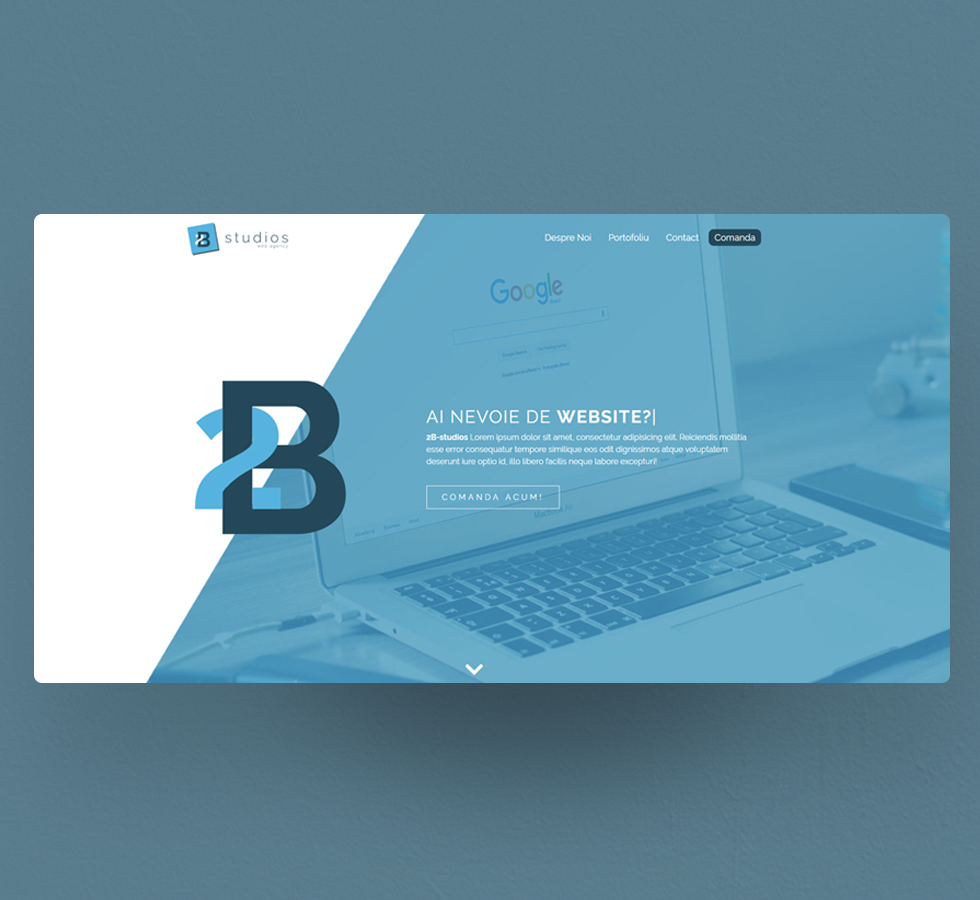 2B studios
web agency
Despre Noi Portofoliu Contact Comanda
Google
2B
AI NEVOIE DE WEBSITE?|
2B-studios Lorem ipsum dolor sit amet, consectetur adipisicing elit. Reiciendis mollitia
esse error consequatur tempore similique eos odit dignissimos atque voluptatem
deserunt iure optio id, illo libero facilis neque labore excepturi!
COMANDA ACUM!
MacBook Air